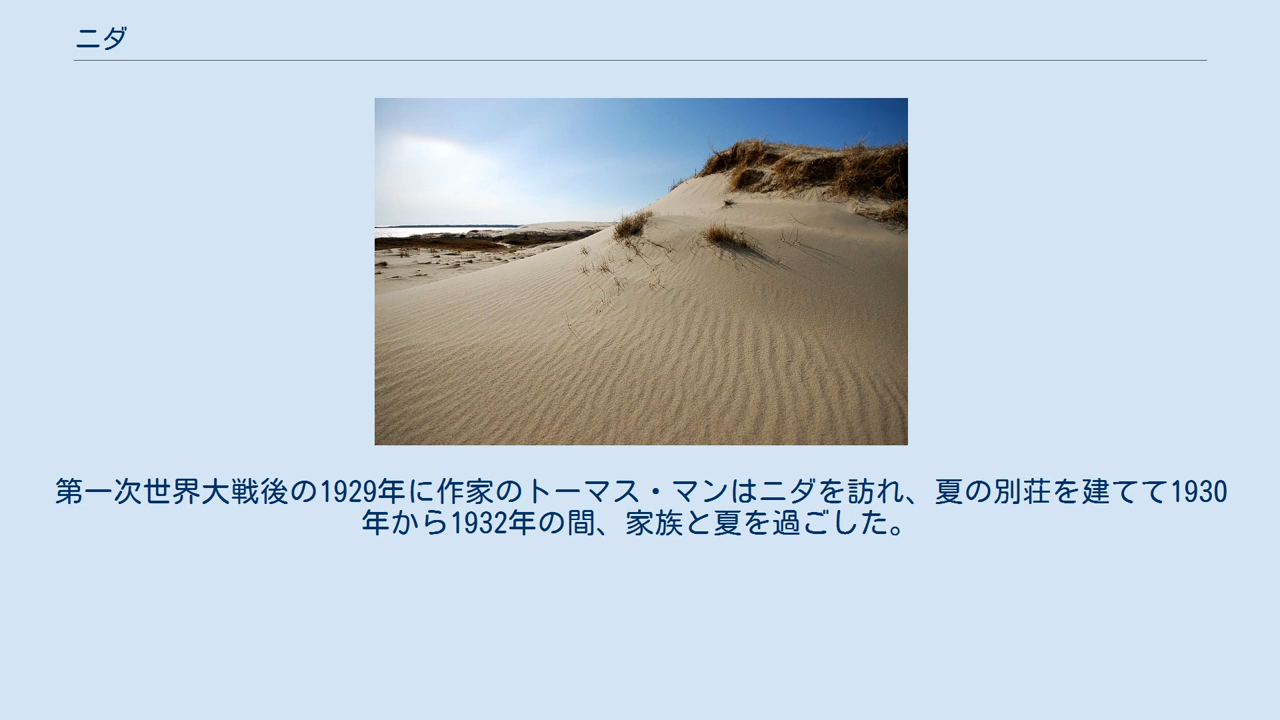 ニダ
第一次世界大戦後の1929年に作家のトーマス・マンはニダを訪れ、夏の別荘を建てて1930
年から1932年の間、家族と夏を過ごした。